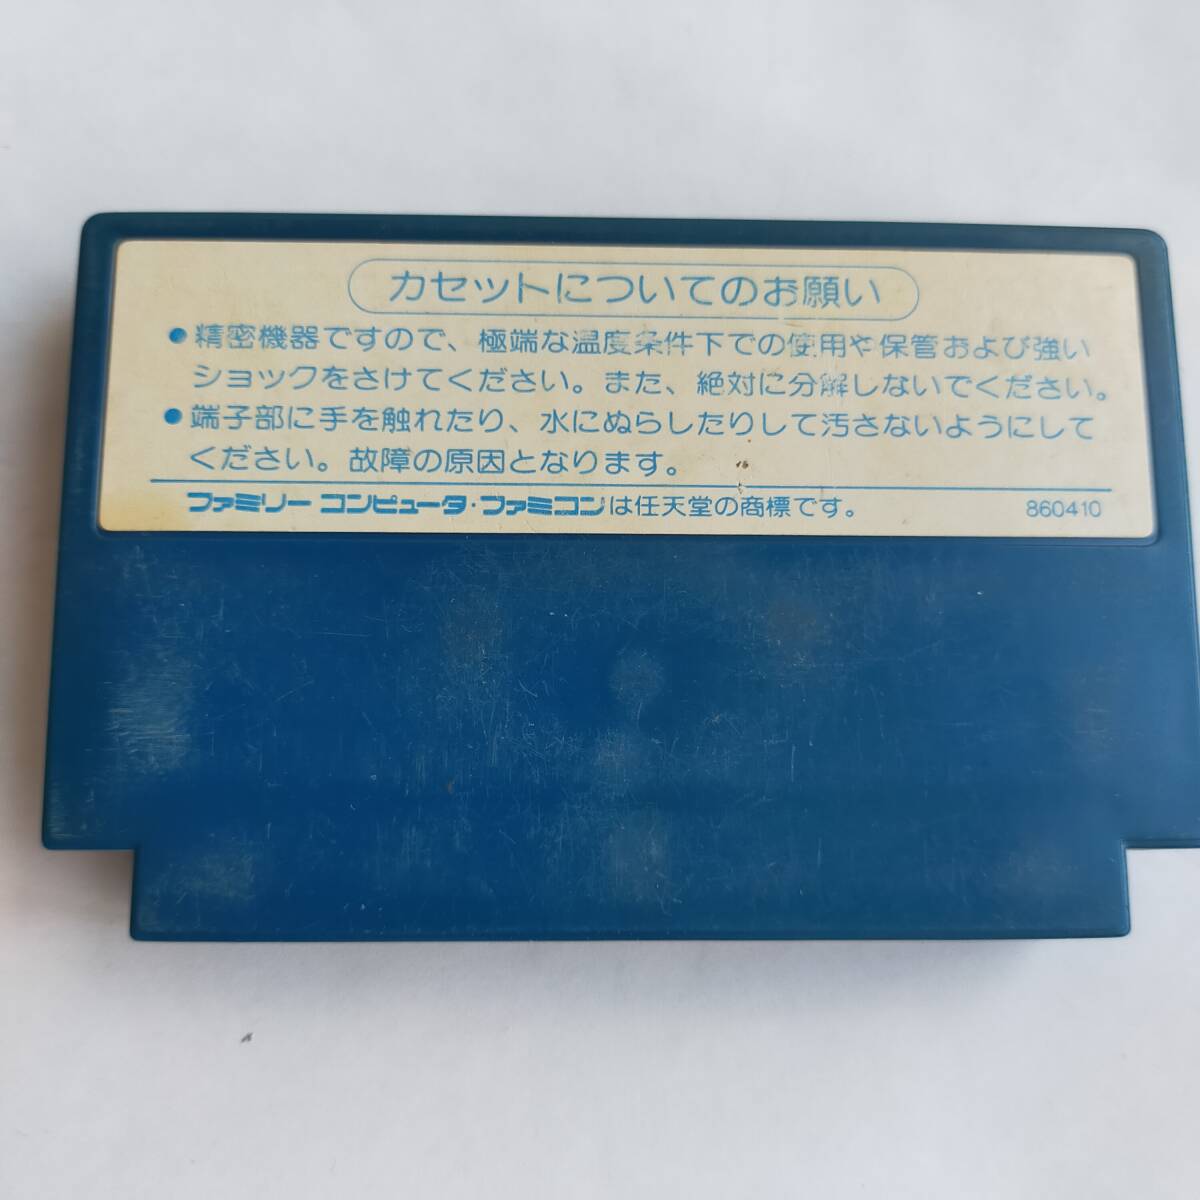 カセットについてのお願い
●精密機器ですので、極端な温度条件下での使用や保管および強い
ショックをさけてください。また、絶対に分解しないでください。
●端子部に手を触れたり、水にぬらしたりして汚さないようにして
ください。故障の原因となります。
ファミリー コンピュータ・ファミコンは任天堂の商標です。 860410